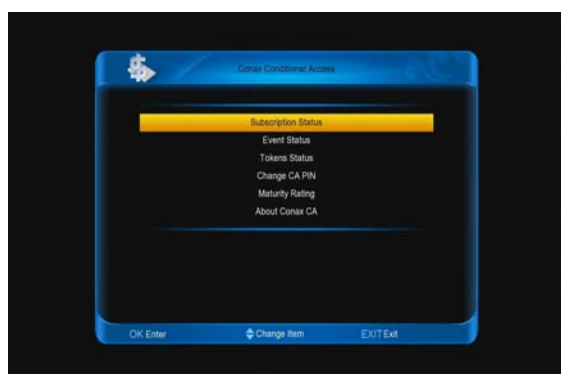 Conax Conditional Access
Subscription Status
Event Status
Tokens Status
Change CA PIN
Maturity Rating
About Conax CA
OK Enter Change Item EXIT Exit